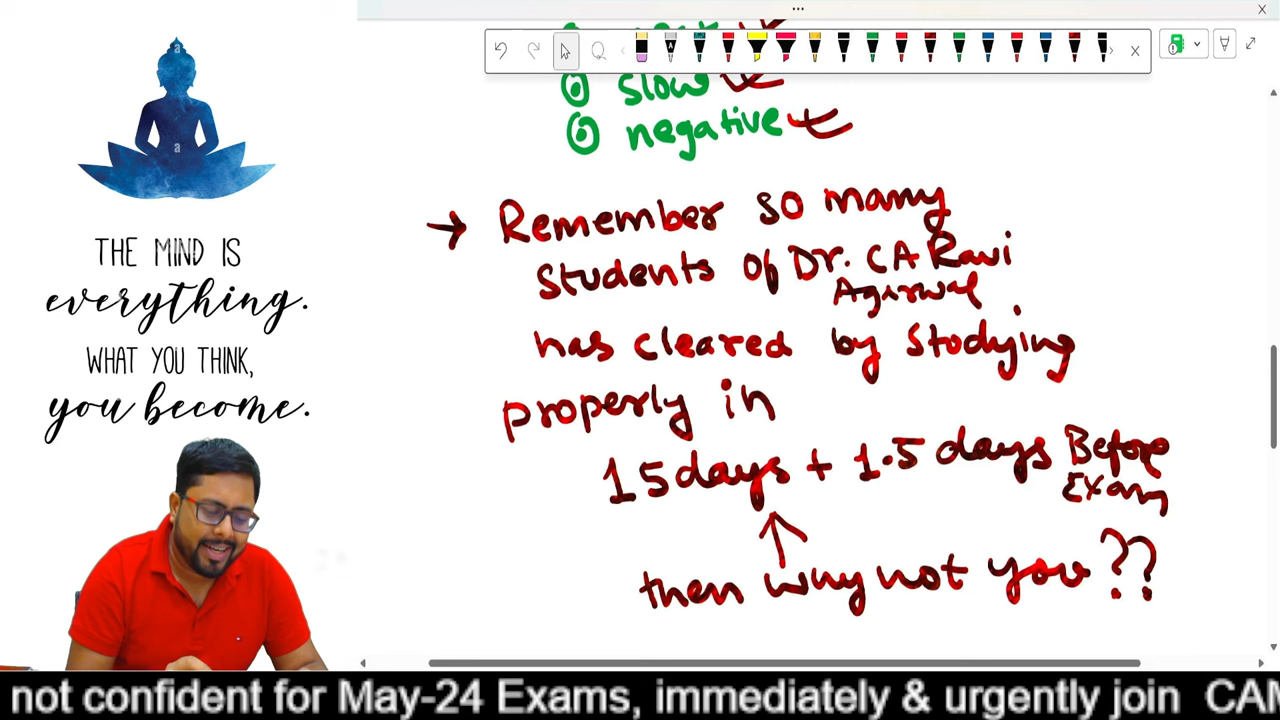 THE MIND IS
everything.
WHAT YOU THINK,
you become.
slow
negative
→ Remember so many
students of Dr. CA Ravi
Agarwal
has cleared by studying
properly in
15 days + 1.5 days Before
Exam
then why not you ??
not confident for May-24 Exams, immediately & urgently join CAM